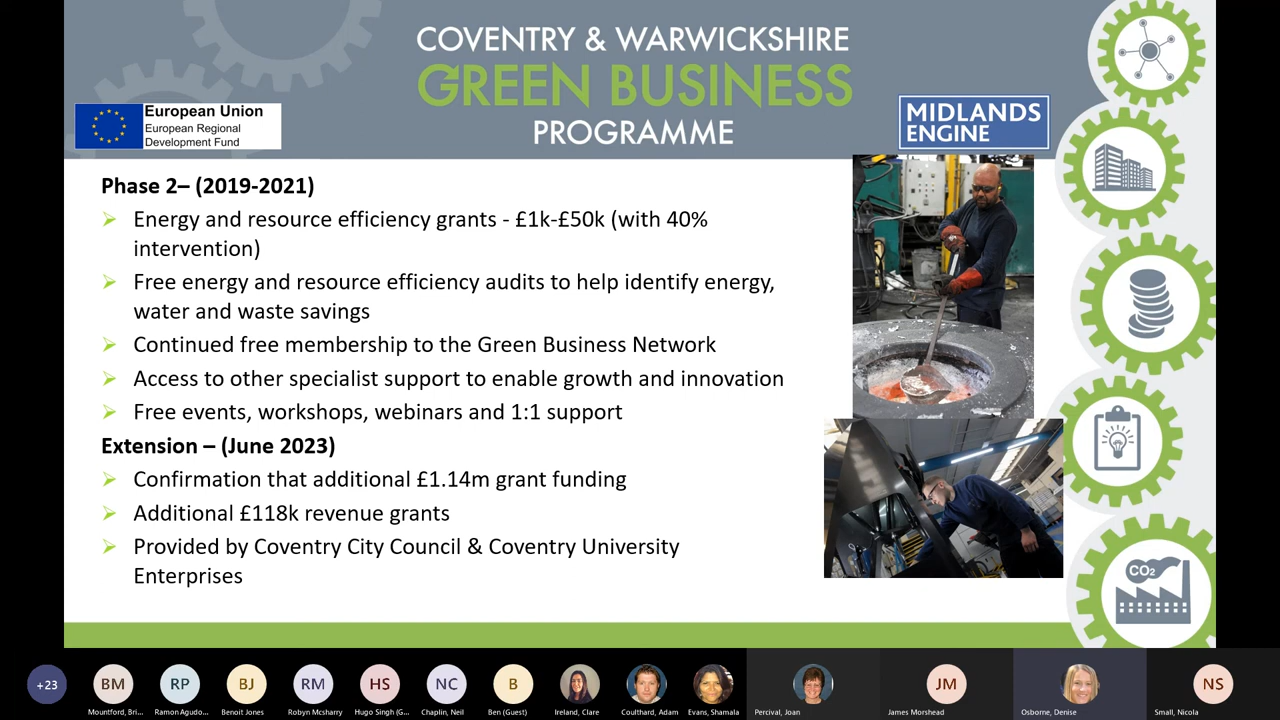 COVENTRY & WARWICKSHIRE
GREEN BUSINESS
PROGRAMME
European Union
European Regional
Development Fund
MIDLANDS
ENGINE
Phase 2– (2019-2021)
Energy and resource efficiency grants - £1k-£50k (with 40%
intervention)
Free energy and resource efficiency audits to help identify energy,
water and waste savings
Continued free membership to the Green Business Network
Access to other specialist support to enable growth and innovation
Free events, workshops, webinars and 1:1 support
Extension – (June 2023)
Confirmation that additional £1.14m grant funding
Additional £118k revenue grants
Provided by Coventry City Council & Coventry University
Enterprises
CO2
+23
BM
RP
BJ
RM
HS
NC
B
JM
NS
Mountford, Bri...
Ramon Agudo...
Benoit Jones
Robyn Mcsharry
Hugo Singh (G...
Chaplin, Neil
Ben (Guest)
Ireland, Clare
Coulthard, Adam
Evans, Shamala
Percival, Joan
James Morshead
Osborne, Denise
Small, Nicola